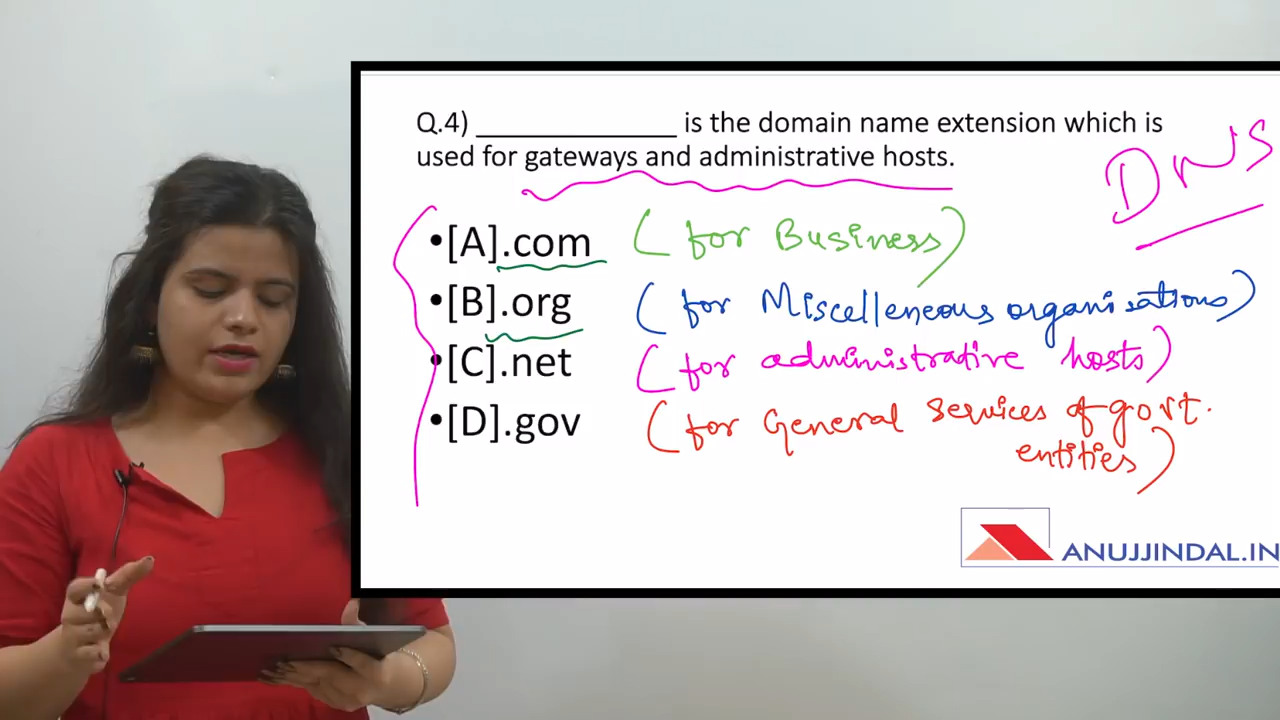 Q.4) _____________ is the domain name extension which is
used for gateways and administrative hosts.
DNS
•[A].com (for Business)
•[B].org (for Miscelleneous organisations)
•[C].net (for administrative hosts)
•[D].gov (for General Services of govt.
entities)
ANUJJINDAL.IN